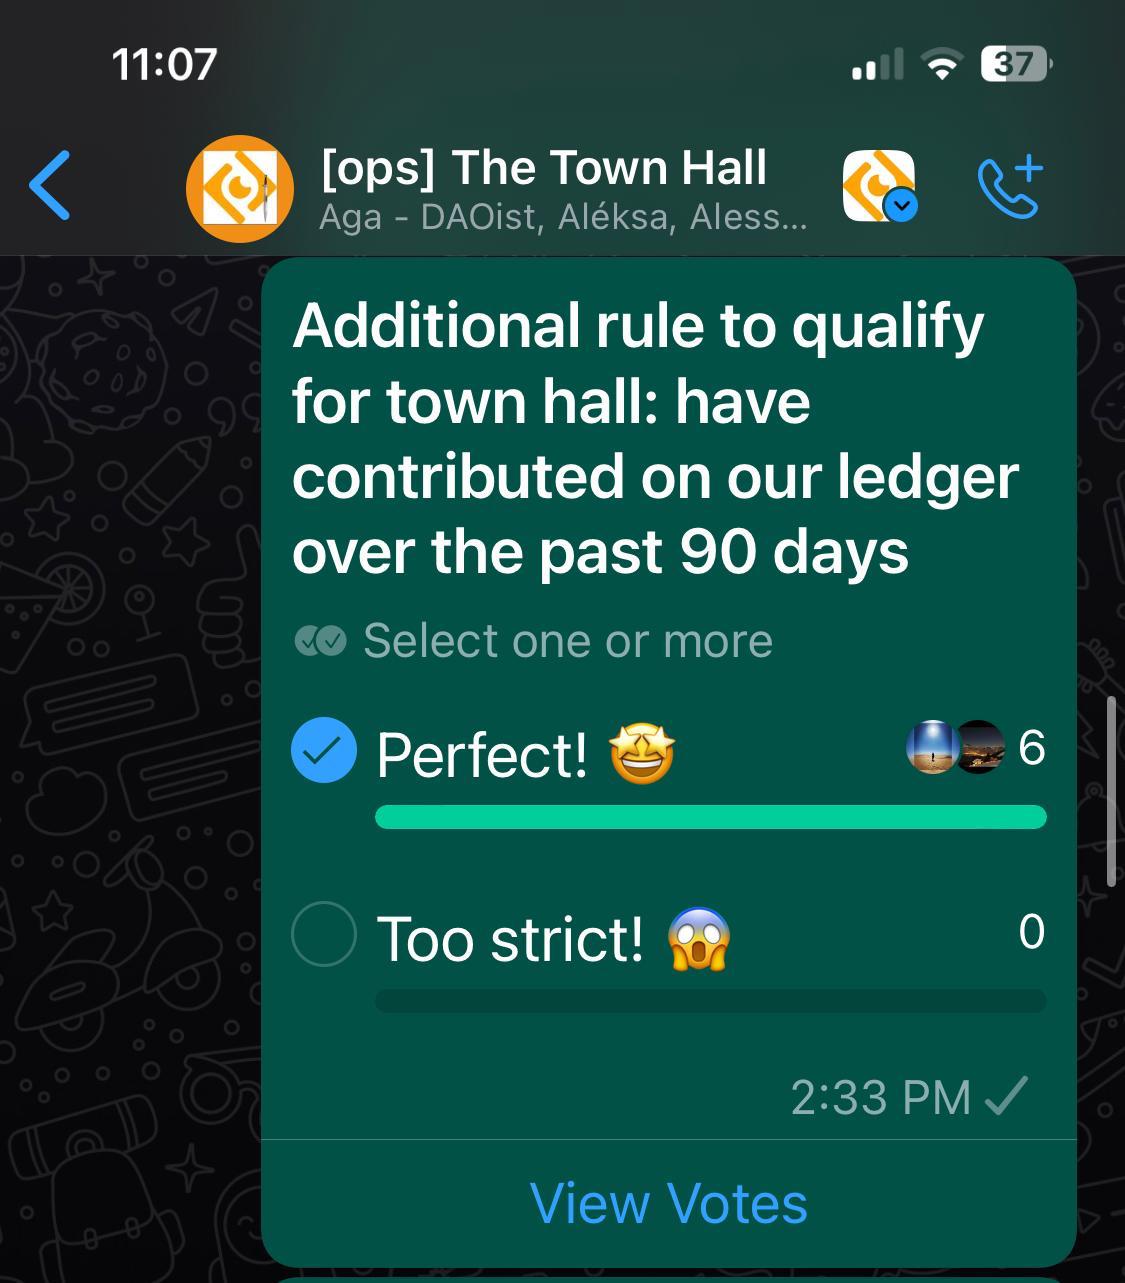 11:07
37
[ops] The Town Hall
Aga - DAOist, Aléksa, Aless...
Additional rule to qualify
for town hall: have
contributed on our ledger
over the past 90 days
Select one or more
Perfect! 🤩 6
Too strict! 😱 0
2:33 PM
View Votes